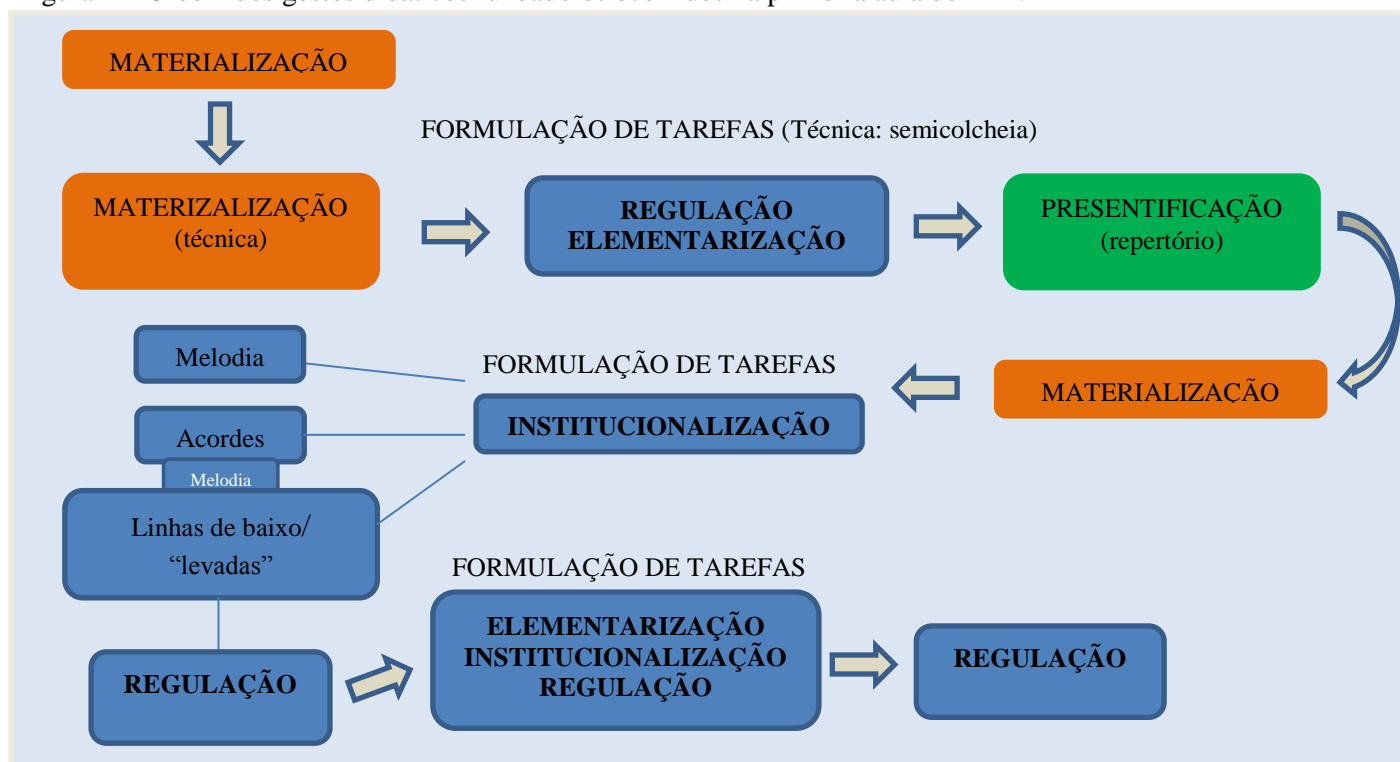 MATERIALIZAÇÃO
FORMULAÇÃO DE TAREFAS (Técnica: semicolcheia)
MATERIZALIZAÇÃO
(técnica)
REGULAÇÃO
ELEMENTARIZAÇÃO
PRESENTIFICAÇÃO
(repertório)
Melodia
FORMULAÇÃO DE TAREFAS
MATERIALIZAÇÃO
INSTITUCIONALIZAÇÃO
Acordes
Melodia
Linhas de baixo/
“levadas”
FORMULAÇÃO DE TAREFAS
ELEMENTARIZAÇÃO
INSTITUCIONALIZAÇÃO
REGULAÇÃO
REGULAÇÃO
REGULAÇÃO